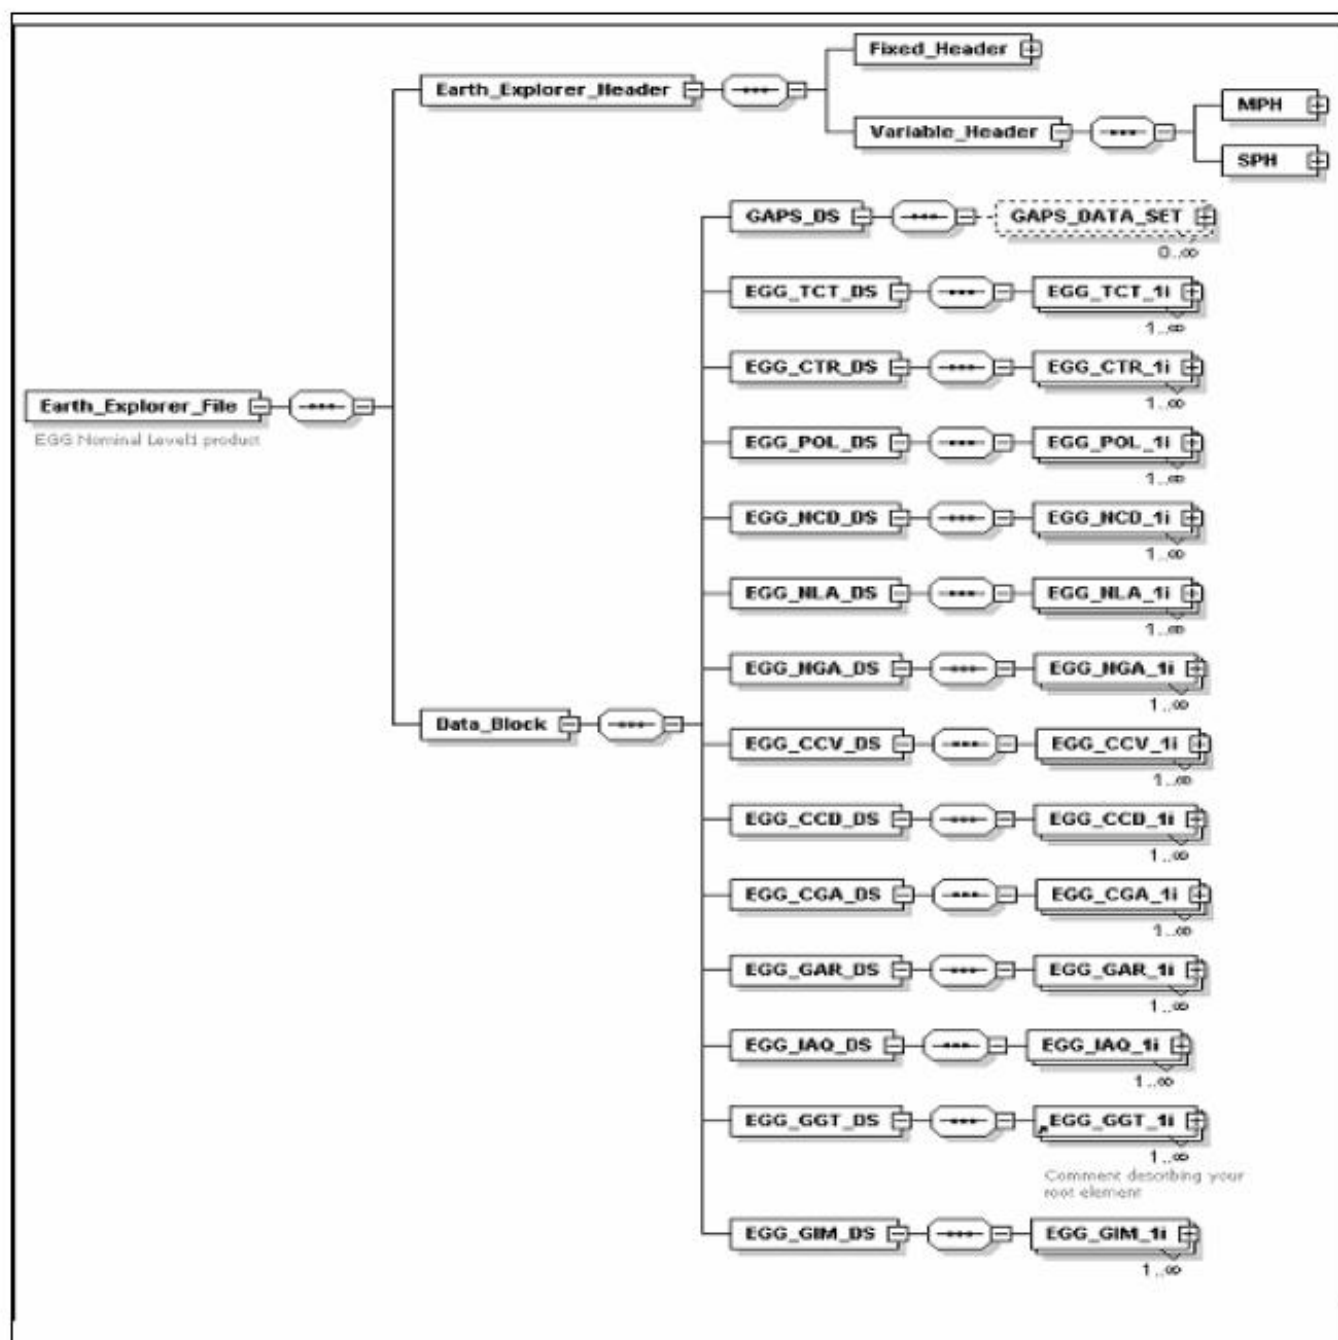 Fixed_Header
Earth_Explorer_Header
Variable_Header
MPH
SPH
GAPS_DS
GAPS_DATA_SET
0..∞
EGG_TCT_DS
EGG_TCT_1i
1..∞
EGG_CTR_DS
EGG_CTR_1i
1..∞
Earth_Explorer_File
EGG Nominal Level1 product
EGG_POL_DS
EGG_POL_1i
1..∞
EGG_NCD_DS
EGG_NCD_1i
1..∞
EGG_NLA_DS
EGG_NLA_1i
1..∞
EGG_NGA_DS
EGG_NGA_1i
1..∞
Data_Block
EGG_CCV_DS
EGG_CCV_1i
1..∞
EGG_CCD_DS
EGG_CCD_1i
1..∞
EGG_CGA_DS
EGG_CGA_1i
1..∞
EGG_GAR_DS
EGG_GAR_1i
1..∞
EGG_IAQ_DS
EGG_IAQ_1i
1..∞
EGG_GGT_DS
EGG_GGT_1i
1..∞
Comment describing your
root element
EGG_GIM_DS
EGG_GIM_1i
1..∞